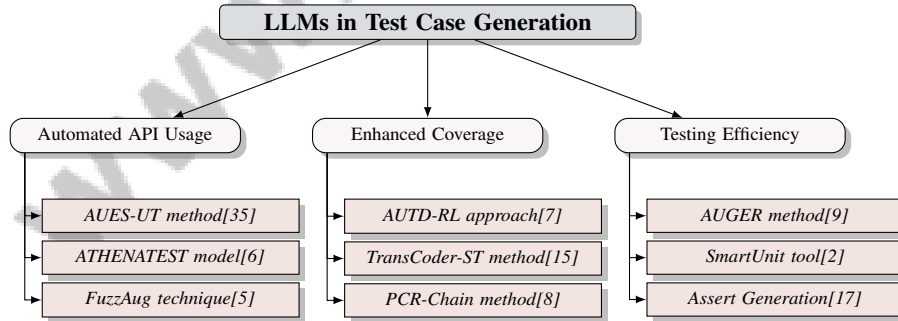 LLMs in Test Case Generation
Automated API Usage
Enhanced Coverage
Testing Efficiency
AUES-UT method[35]
AUTD-RL approach[7]
AUGER method[9]
ATHENATEST model[6]
TransCoder-ST method[15]
SmartUnit tool[2]
FuzzAug technique[5]
PCR-Chain method[8]
Assert Generation[17]